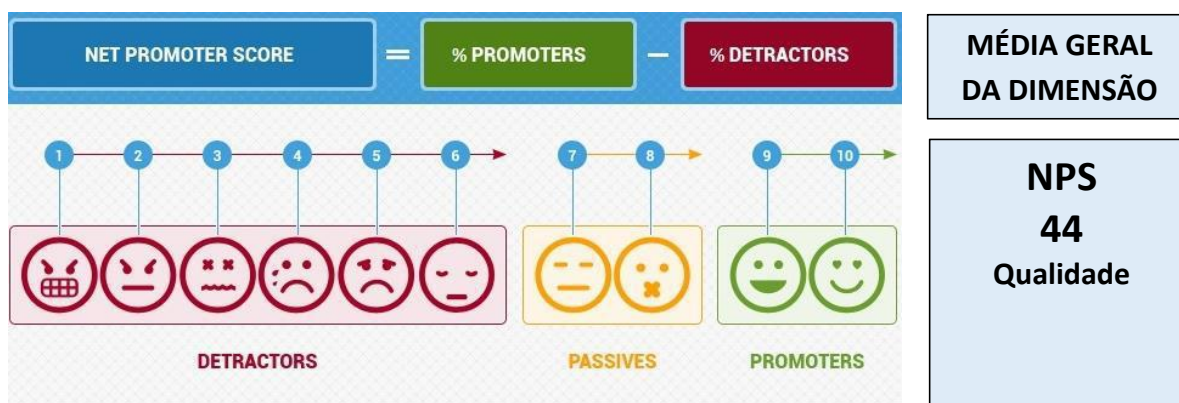 NET PROMOTER SCORE = % PROMOTERS – % DETRACTORS
1 2 3 4 5 6 7 8 9 10
DETRACTORS PASSIVES PROMOTERS
MÉDIA GERAL
DA DIMENSÃO
NPS
44
Qualidade